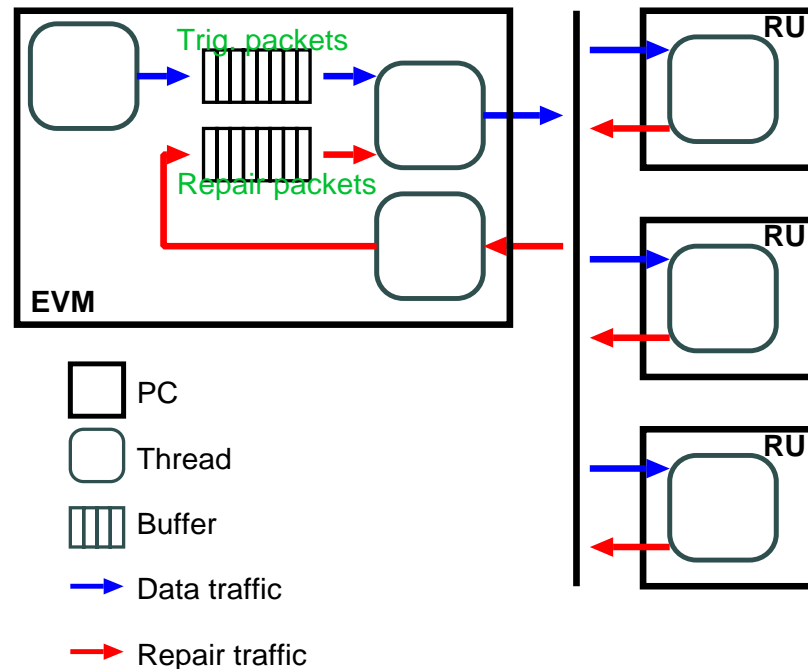 Trig. packets
Repair packets
EVM
RU
RU
RU
PC
Thread
Buffer
Data traffic
Repair traffic